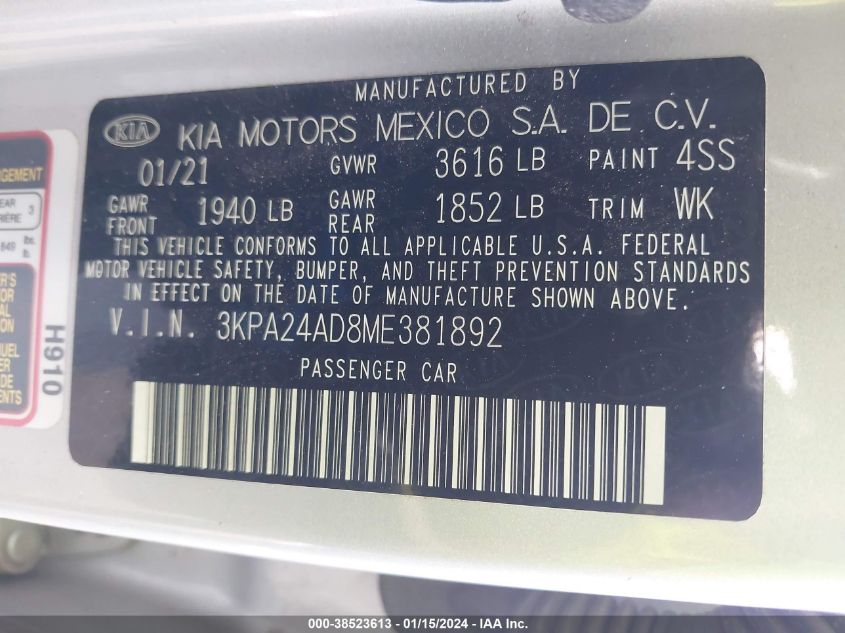 MANUFACTURED BY
KIA KIA MOTORS MEXICO S.A. DE C.V.
01/21 GVWR 3616 LB PAINT 4SS
GAWR FRONT 1940 LB GAWR REAR 1852 LB TRIM WK
THIS VEHICLE CONFORMS TO ALL APPLICABLE U.S.A. FEDERAL
MOTOR VEHICLE SAFETY, BUMPER, AND THEFT PREVENTION STANDARDS
IN EFFECT ON THE DATE OF MANUFACTURE SHOWN ABOVE.
V.I.N. 3KPA24AD8ME381892
PASSENGER CAR
H910
3
lbs.
000-38523613 - 01/15/2024 - IAA Inc.